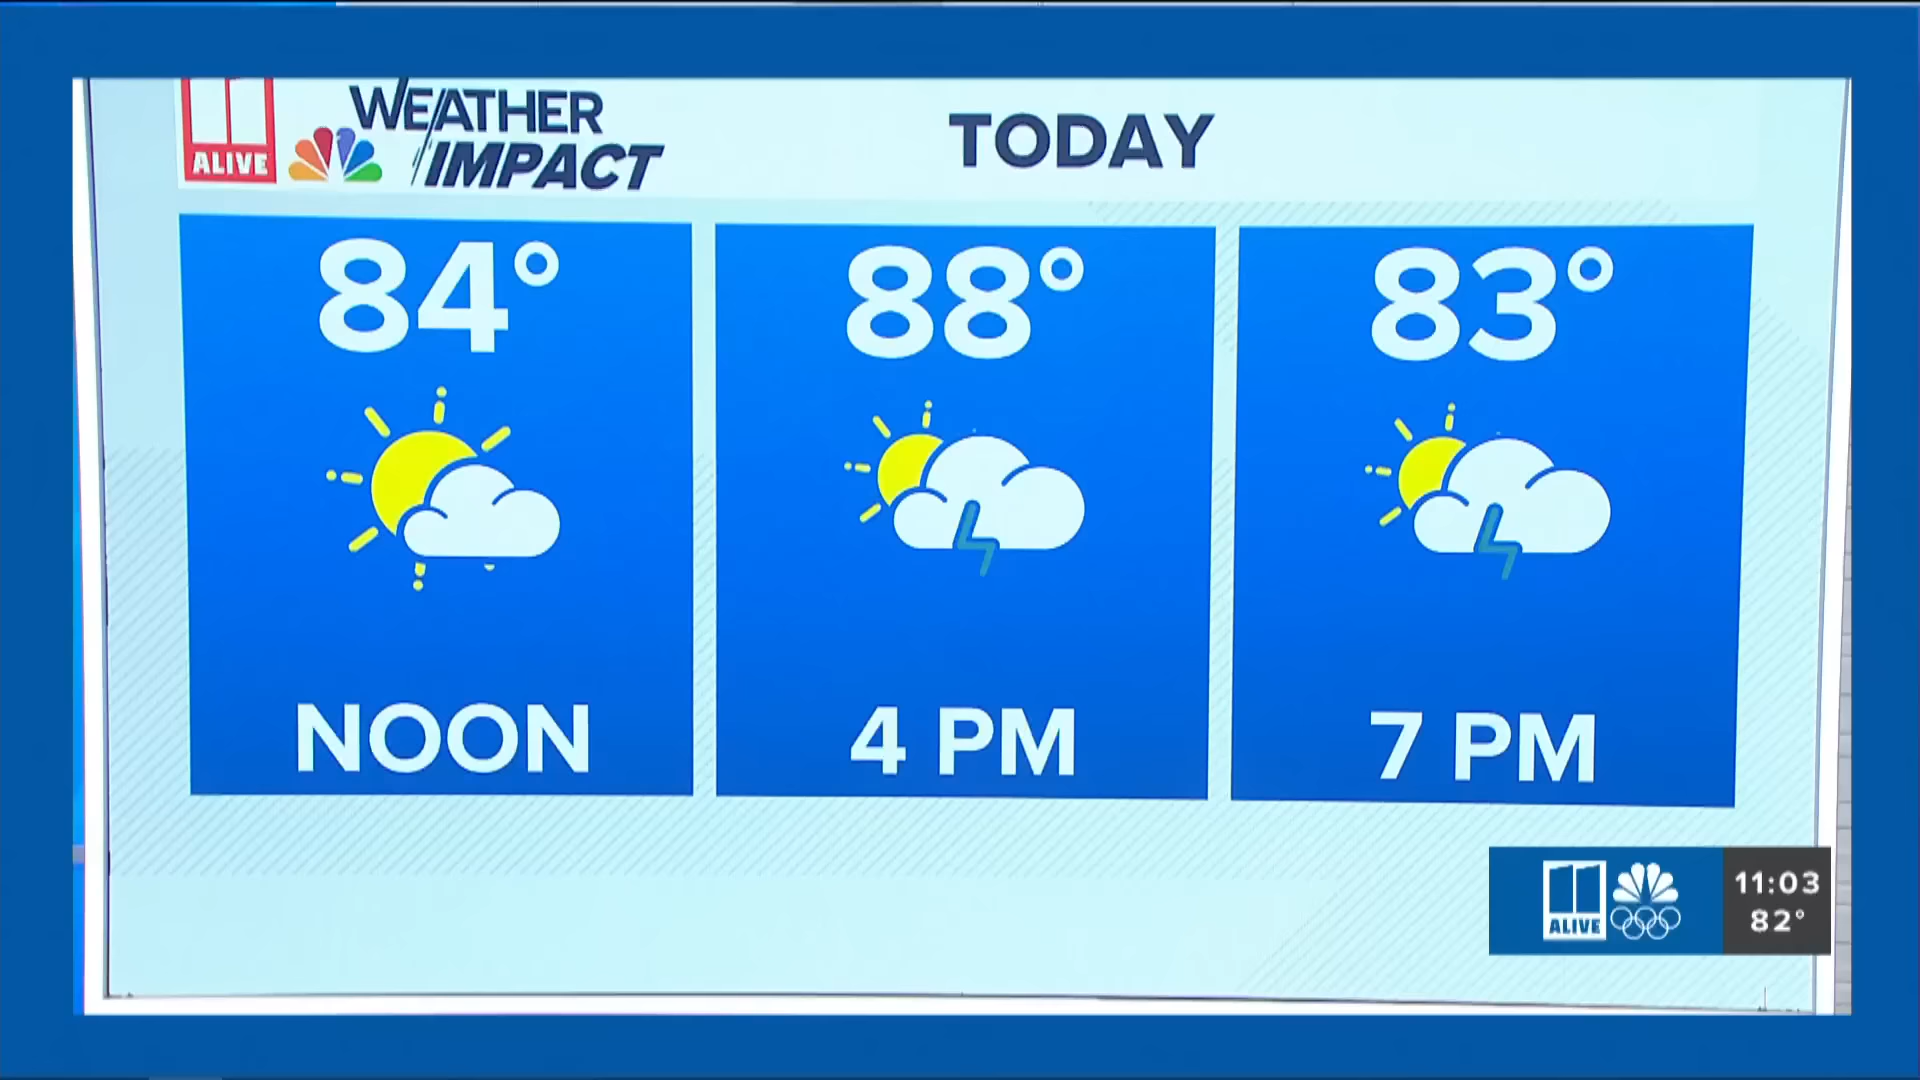 11
ALIVE
WEATHER
IMPACT
TODAY
84°
88°
83°
NOON
4 PM
7 PM
11
ALIVE
11:03
82°